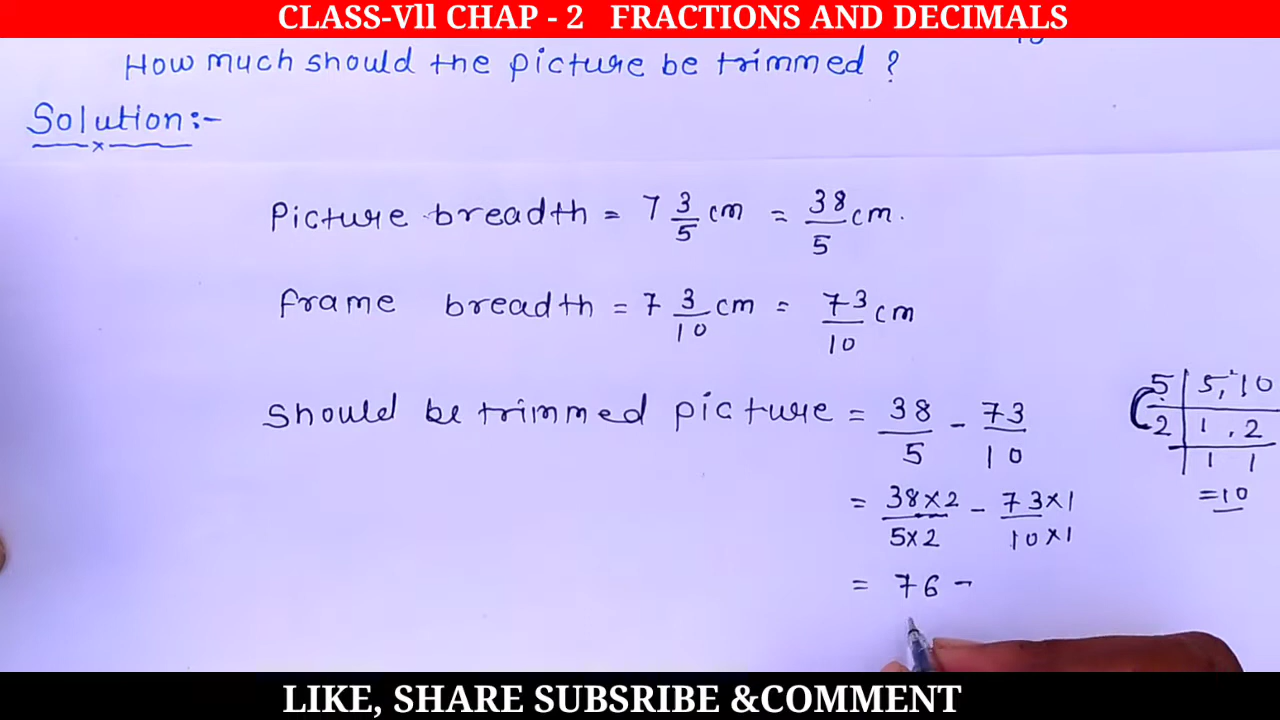 CLASS-Vll CHAP - 2 FRACTIONS AND DECIMALS
How much should the picture be trimmed ?
Solution:-
Picture breadth = 7 3/5 cm = 38/5 cm.
frame breadth = 7 3/10 cm = 73/10 cm
Should be trimmed picture = 38/5 - 73/10
= 38×2/5×2 - 73×1/10×1
= 76 -
5 | 5, 10
2 | 1, 2
| 1 1
= 10
LIKE, SHARE SUBSRIBE &COMMENT